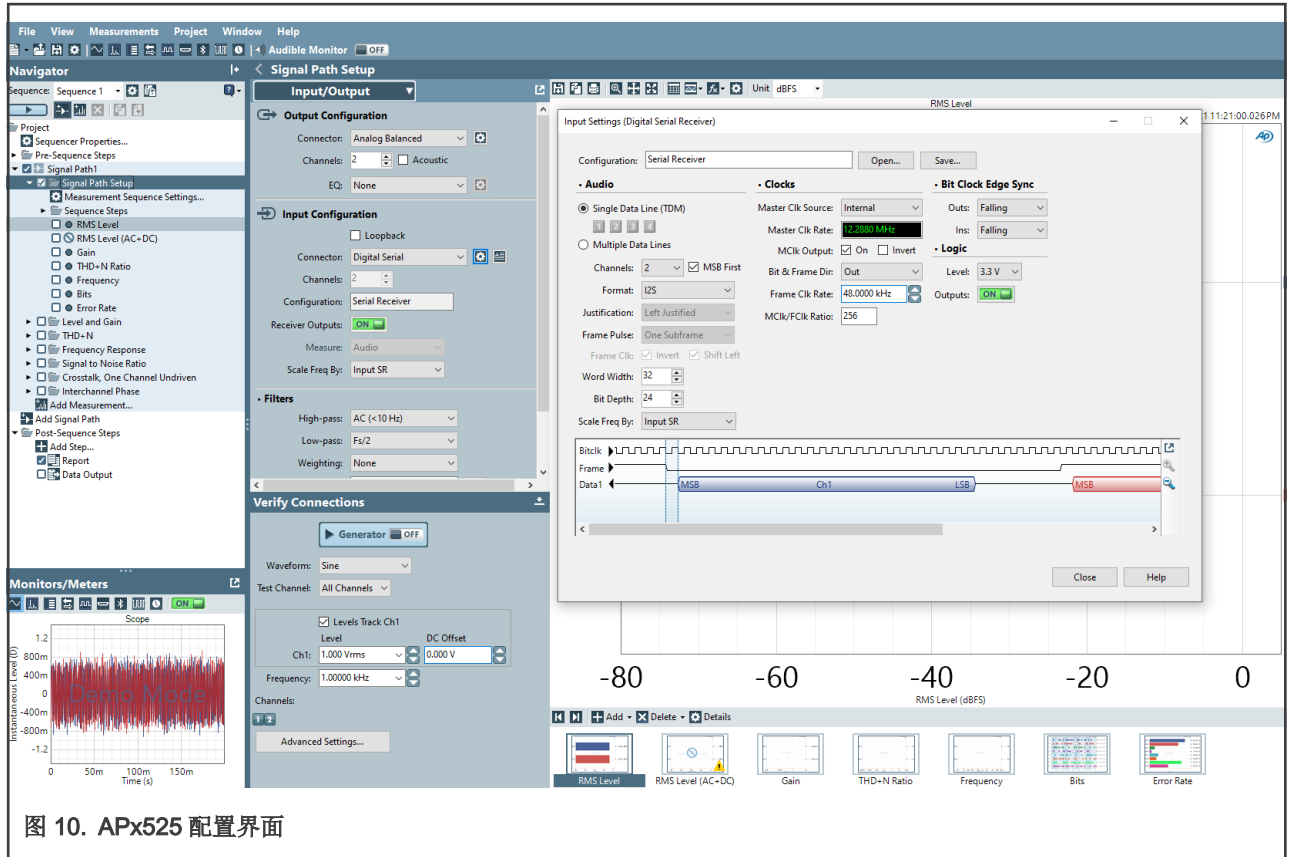 File View Measurements Project Window Help
Audible Monitor OFF
Navigator
Sequence: Sequence 1
Project
Sequencer Properties...
Pre-Sequence Steps
Signal Path1
Signal Path Setup
Measurement Sequence Settings...
Sequence Steps
RMS Level
RMS Level (AC+DC)
Gain
THD+N Ratio
Frequency
Bits
Error Rate
Level and Gain
THD+N
Frequency Response
Signal to Noise Ratio
Crosstalk, One Channel Undriven
Interchannel Phase
Add Measurement...
Add Signal Path
Post-Sequence Steps
Add Step...
Report
Data Output
Monitors/Meters
ON
Scope
Instantaneous Level (D)
1.2
800m
400m
0
-400m
-800m
-1.2
Demo Mode
0 50m 100m 150m
Time (s)
Signal Path Setup
Input/Output
Output Configuration
Connector: Analog Balanced
Channels: 2 Acoustic
EQ: None
Input Configuration
Loopback
Connector: Digital Serial
Channels: 2
Configuration: Serial Receiver
Receiver Outputs: ON
Measure: Audio
Scale Freq By: Input SR
Filters
High-pass: AC (<10 Hz)
Low-pass: Fs/2
Weighting: None
Verify Connections
Generator OFF
Waveform: Sine
Test Channel: All Channels
Levels Track Ch1
Level DC Offset
Ch1: 1.000 Vrms 0.000 V
Frequency: 1.00000 kHz
Channels:
1 2
Advanced Settings...
Unit dBFS
RMS Level
1 11:21:00.026 PM
Input Settings (Digital Serial Receiver)
Configuration: Serial Receiver Open... Save...
Audio
Single Data Line (TDM)
1 2 3 4
Multiple Data Lines
Channels: 2 MSB First
Format: I2S
Justification: Left Justified
Frame Pulse: One Subframe
Frame Clk: Invert Shift Left
Word Width: 32
Bit Depth: 24
Scale Freq By: Input SR
Clocks
Master Clk Source: Internal
Master Clk Rate: 12.2880 MHz
MClk Output: On Invert
Bit & Frame Dir: Out
Frame Clk Rate: 48.0000 kHz
MClk/FClk Ratio: 256
Bit Clock Edge Sync
Outs: Falling
Ins: Falling
Logic
Level: 3.3 V
Outputs: ON
Bitclk
Frame
Data1 MSB Ch1 LSB MSB
Close Help
-80 -60 -40 -20 0
RMS Level (dBFS)
Add Delete Details
RMS Level RMS Level (AC+DC) Gain THD+N Ratio Frequency Bits Error Rate
图 10. APx525 配置界面